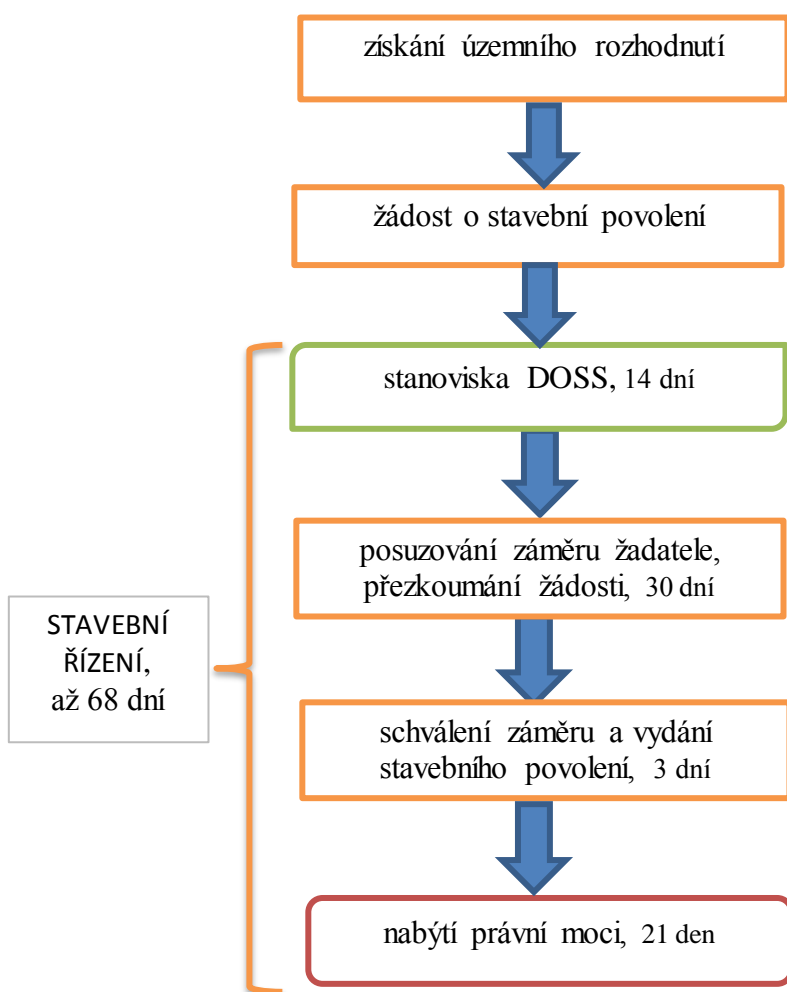 získání územního rozhodnutí
žádost o stavební povolení
stanoviska DOSS, 14 dní
posuzování záměru žadatele,
přezkoumání žádosti, 30 dní
STAVEBNÍ
ŘÍZENÍ,
až 68 dní
schválení záměru a vydání
stavebního povolení, 3 dní
nabýtí právní moci, 21 den